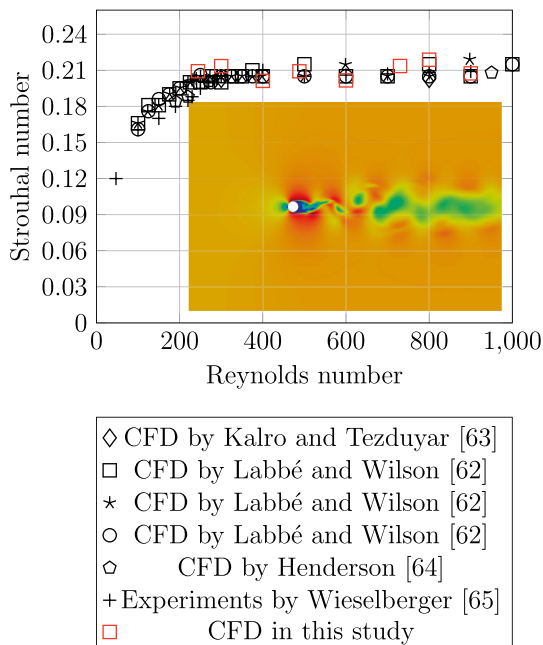 0.24
0.21
0.18
0.15
0.12
0.09
0.06
0.03
0
Strouhal number
0 200 400 600 800 1,000
Reynolds number
CFD by Kalro and Tezduyar [63]
CFD by Labbé and Wilson [62]
CFD by Labbé and Wilson [62]
CFD by Labbé and Wilson [62]
CFD by Henderson [64]
Experiments by Wieselberger [65]
CFD in this study